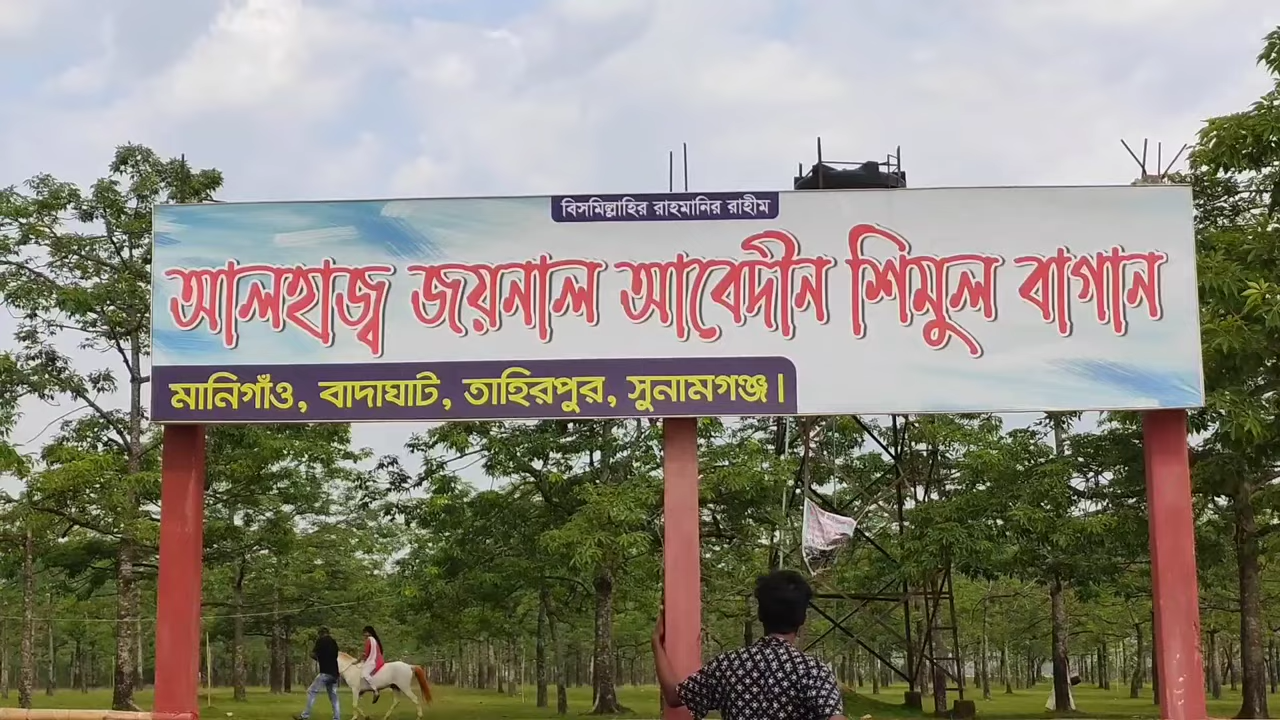 বিসমিল্লাহির রাহমানির রাহীম
আলহাজ্ব জয়নাল আবেদীন শিমুল বাগান
মানিগাঁও, বাদাঘাট, তাহিরপুর, সুনামগঞ্জ।